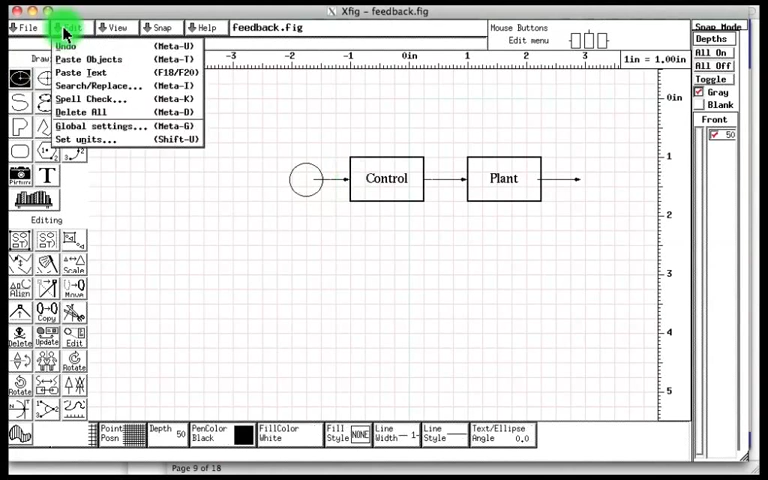 Xfig - feedback.fig
File Edit View Snap Help feedback.fig
Mouse Buttons
Edit menu
Snap Mode
Undo (Meta-U)
Paste Objects (Meta-T)
Paste Text (F18/F20)
Search/Replace... (Meta-I)
Spell Check... (Meta-K)
Delete All (Meta-D)
Global settings... (Meta-G)
Set units... (Shift-U)
-3 -2 -1 0in 1 2 3
1in = 1.00in
Depths
All On
All Off
Toggle
Gray
Blank
Front
50
0in
1
2
3
4
5
Control
Plant
Picture
T
Editing
Scale
Align
Move
Copy
Delete
Update
Edit
Rotate
Rotate
Point
Posn
Depth
50
PenColor
Black
FillColor
White
Fill
Style
NONE
Line
Width
1
Line
Style
Text/Ellipse
Angle 0.0
Page 9 of 18